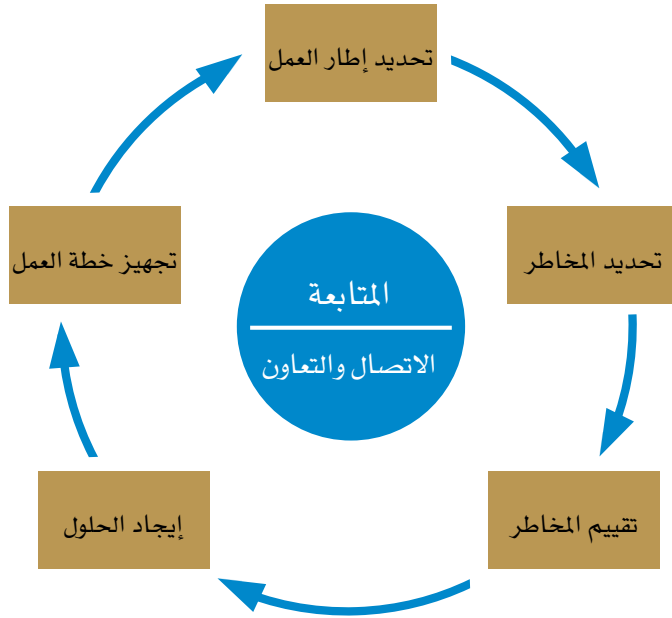 تحديد إطار العمل
تحديد المخاطر
تقييم المخاطر
إيجاد الحلول
تجهيز خطة العمل
المتابعة
الاتصال والتعاون